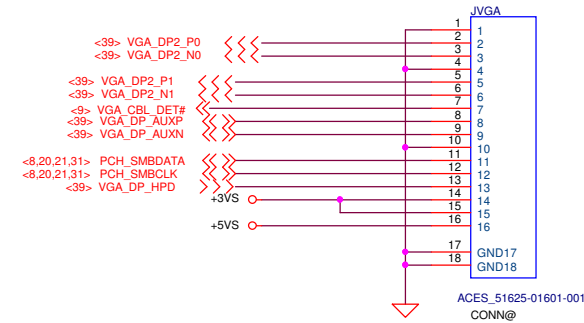 JVGA
1 1
<39> VGA_DP2_P0 2 2
<39> VGA_DP2_N0 3 3
4 4
<39> VGA_DP2_P1 5 5
<39> VGA_DP2_N1 6 6
<9> VGA_CBL_DET# 7 7
<39> VGA_DP_AUXP 8 8
<39> VGA_DP_AUXN 9 9
10 10
<8,20,21,31> PCH_SMBDATA 11 11
<8,20,21,31> PCH_SMBCLK 12 12
<39> VGA_DP_HPD 13 13
+3VS 14 14
15 15
+5VS 16 16
17 GND17
18 GND18
ACES_51625-01601-001
CONN@